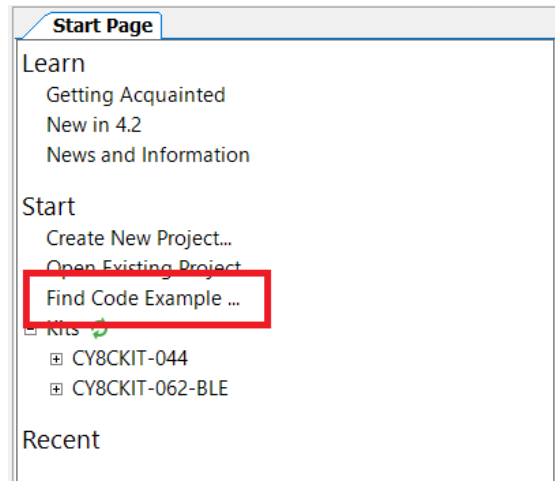 Start Page
Learn
Getting Acquainted
New in 4.2
News and Information
Start
Create New Project...
Open Existing Project
Find Code Example ...
Kits
CY8CKIT-044
CY8CKIT-062-BLE
Recent